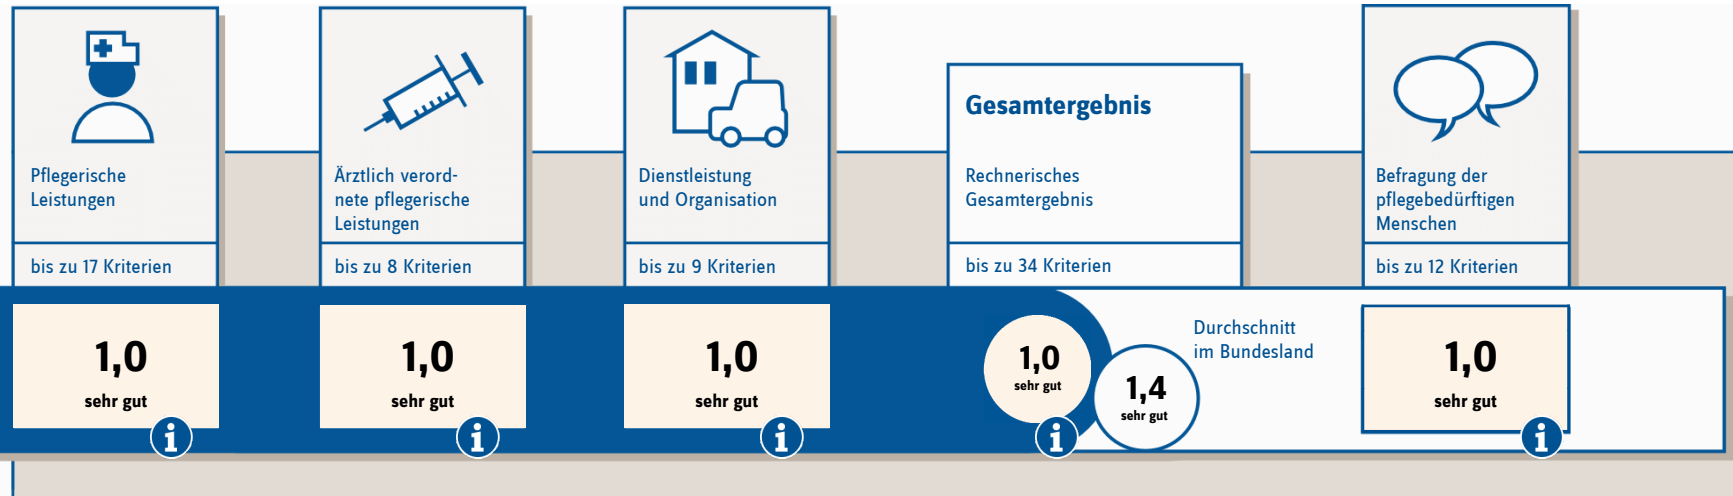 Pflegerische
Leistungen
bis zu 17 Kriterien
1,0
sehr gut
i
Ärztlich verord-
nete pflegerische
Leistungen
bis zu 8 Kriterien
1,0
sehr gut
i
Dienstleistung
und Organisation
bis zu 9 Kriterien
1,0
sehr gut
i
Gesamtergebnis
Rechnerisches
Gesamtergebnis
bis zu 34 Kriterien
1,0
sehr gut
i
Durchschnitt
im Bundesland
1,4
sehr gut
Befragung der
pflegebedürftigen
Menschen
bis zu 12 Kriterien
1,0
sehr gut
i